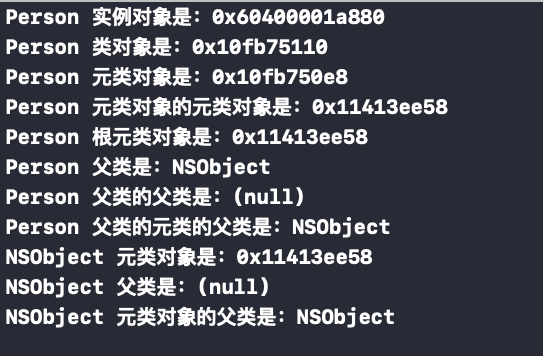 Person 实例对象是：0x60400001a880
Person 类对象是：0x10fb75110
Person 元类对象是：0x10fb750e8
Person 元类对象的元类对象是：0x11413ee58
Person 根元类对象是：0x11413ee58
Person 父类是：NSObject
Person 父类的父类是：(null)
Person 父类的元类的父类是：NSObject
NSObject 元类对象是：0x11413ee58
NSObject 父类是：(null)
NSObject 元类对象的父类是：NSObject